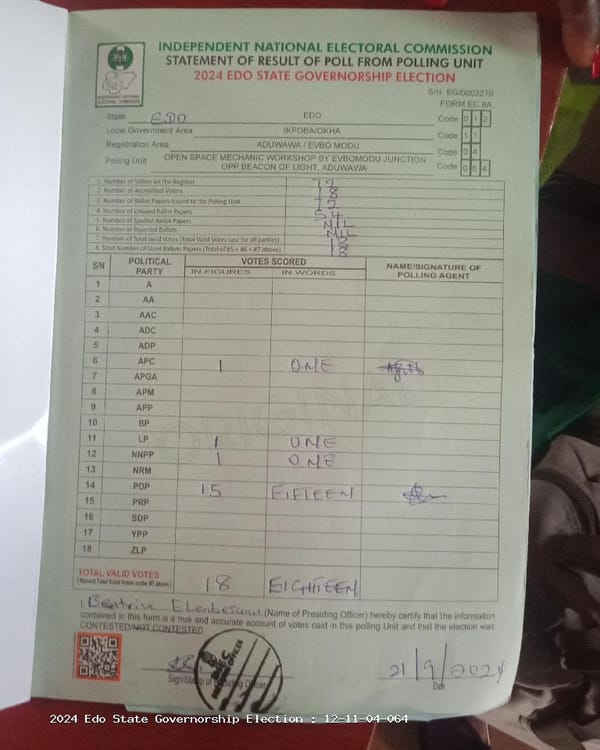 INDEPENDENT NATIONAL ELECTORAL COMMISSION
STATEMENT OF RESULT OF POLL FROM POLLING UNIT
2024 EDO STATE GOVERNORSHIP ELECTION
S/N: EG/0002270
FORM EC 8A
State EDO EDO Code 0 1 2
Local Government Area IKPOBA/OKHA Code 1 1
Registration Area ADUWAWA / EVBO MODU Code 0 4
Polling Unit OPEN SPACE MECHANIC WORKSHOP BY EVBOMODU JUNCTION OPP BEACON OF LIGHT, ADUWAWA Code 0 6 4
1. Number of Voters on the Register 72
2. Number of Accredited Voters 18
3. Number of Ballot Papers Issued to the Polling Unit 72
4. Number of Unused Ballot Papers 54
5. Number of Spoiled Ballot Papers NIL
6. Number of Rejected Ballots NIL
7. Number of Total Valid Votes (Total Valid Votes cast for all parties) 18
8. Total Number of Used Ballots Papers (Total of #5 + #6 + #7 above) 18
S/N POLITICAL PARTY VOTES SCORED NAME/SIGNATURE OF POLLING AGENT
IN FIGURES IN WORDS
1 A
2 AA
3 AAC
4 ADC
5 ADP
6 APC 1 ONE
7 APGA
8 APM
9 APP
10 BP
11 LP 1 ONE
12 NNPP 1 ONE
13 NRM
14 PDP 15 FIFTEEN
15 PRP
16 SDP
17 YPP
18 ZLP
TOTAL VALID VOTES 18 EIGHTEEN
(Record Total Valid Votes under #7 above)
I, Beatrice (Name of Presiding Officer) hereby certify that the information
contained in this form is a true and accurate account of votes cast in this polling Unit and that the election was
CONTESTED/NOT CONTESTED
21/9/2024
Sign/Stamp of Presiding Officer Date
2024 Edo State Governorship Election : 12-11-04-064